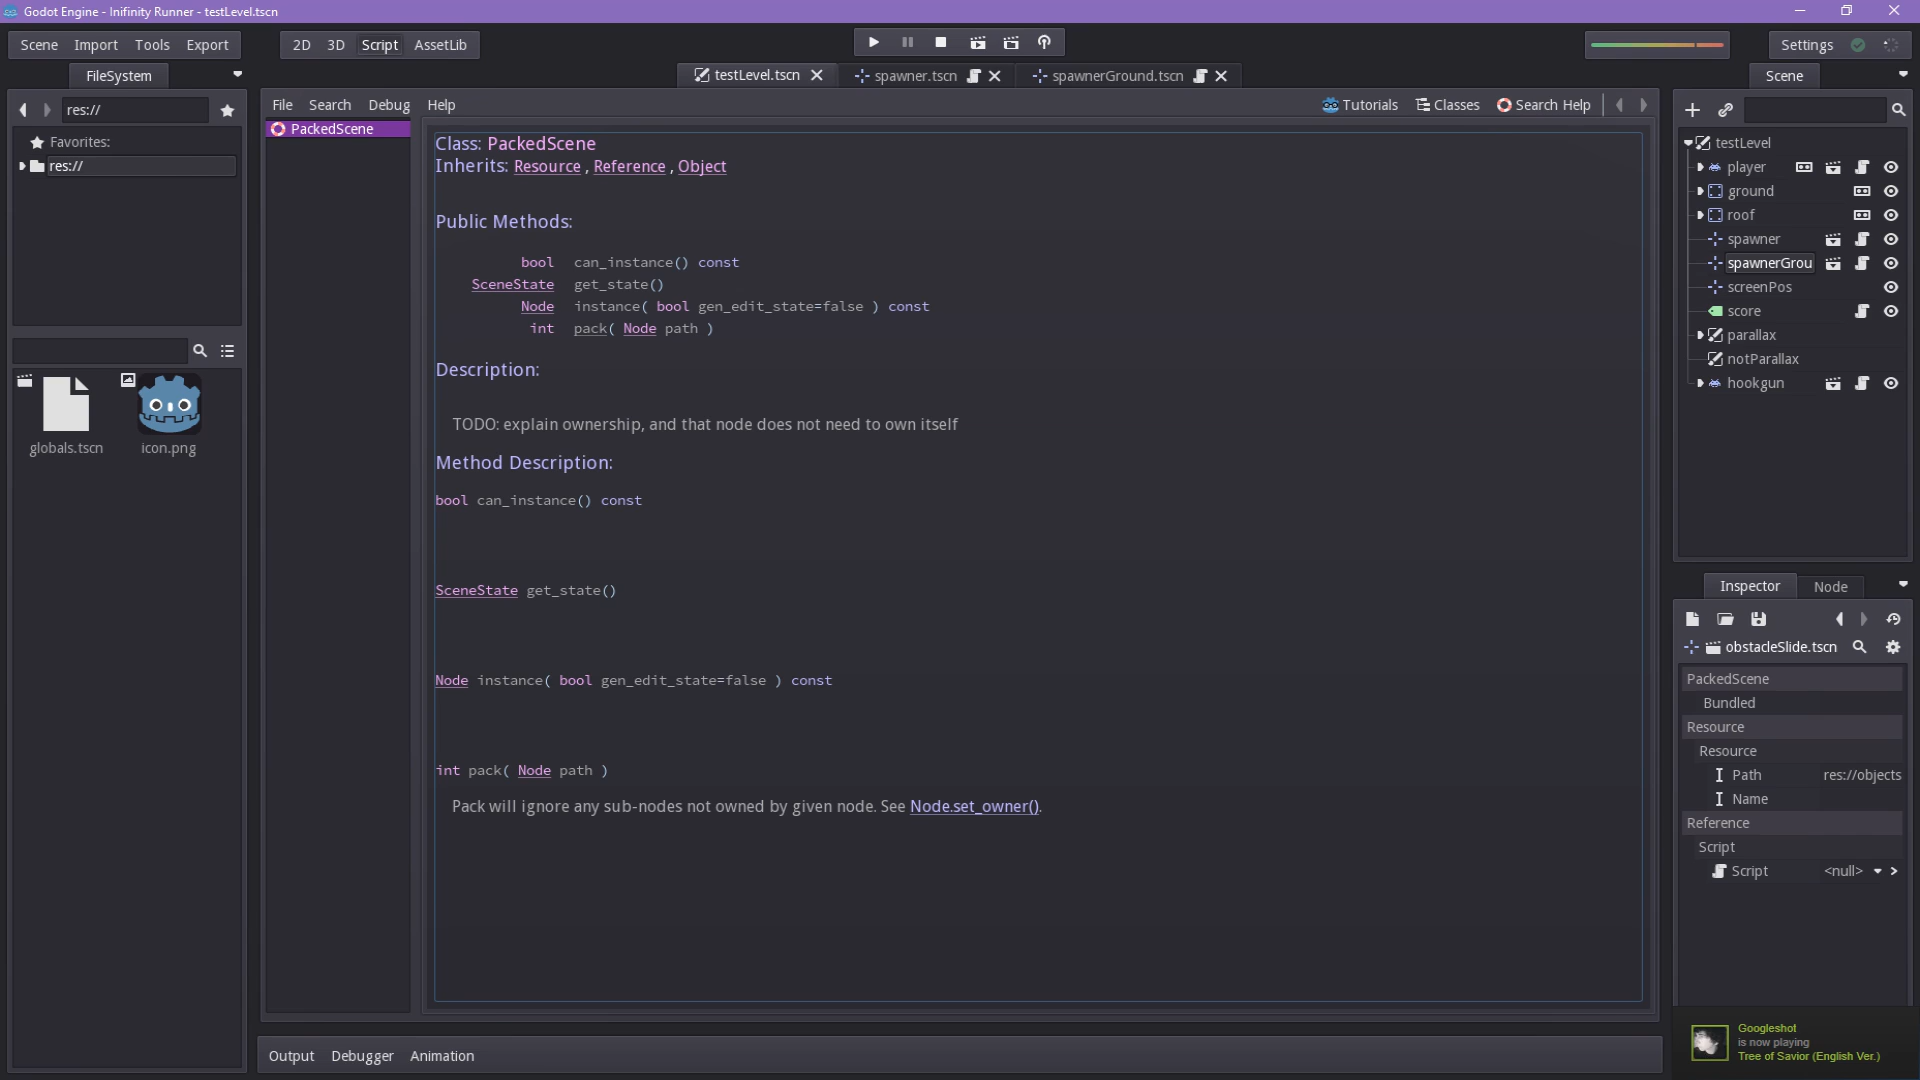 Godot Engine - Inifinity Runner - testLevel.tscn
Scene Import Tools Export
2D 3D Script AssetLib
Settings
FileSystem
testLevel.tscn
spawner.tscn
spawnerGround.tscn
Scene
res://
Favorites:
res://
globals.tscn
icon.png
File Search Debug Help
Tutorials Classes Search Help
PackedScene
Class: PackedScene
Inherits: Resource , Reference , Object
Public Methods:
bool can_instance() const
SceneState get_state()
Node instance( bool gen_edit_state=false ) const
int pack( Node path )
Description:
TODO: explain ownership, and that node does not need to own itself
Method Description:
bool can_instance() const
SceneState get_state()
Node instance( bool gen_edit_state=false ) const
int pack( Node path )
Pack will ignore any sub-nodes not owned by given node. See Node.set_owner().
Output Debugger Animation
testLevel
player
ground
roof
spawner
spawnerGrou
screenPos
score
parallax
notParallax
hookgun
Inspector Node
obstacleSlide.tscn
PackedScene
Bundled
Resource
Resource
Path res://objects
Name
Reference
Script
Script <null>
Googleshot
is now playing
Tree of Savior (English Ver.)